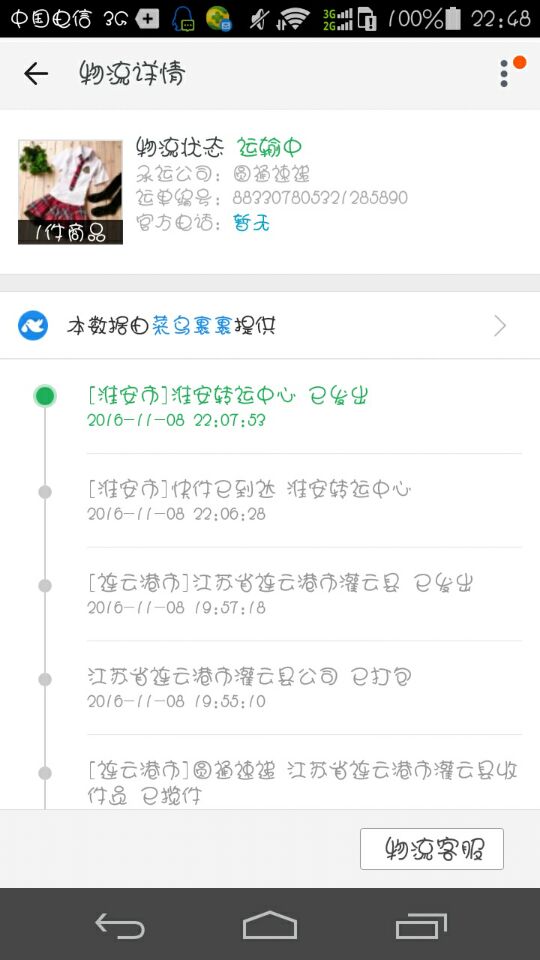 中国电信 3G
3G
2G
1
100%
22:48
物流详情
物流状态 运输中
承运公司：圆通速递
运单编号：883307805321285890
官方电话：暂无
1件商品
本数据由菜鸟裹裹提供
[淮安市]淮安转运中心 已发出
2016-11-08 22:07:53
[淮安市]快件已到达 淮安转运中心
2016-11-08 22:06:28
[连云港市]江苏省连云港市灌云县 已发出
2016-11-08 19:57:18
江苏省连云港市灌云县公司 已打包
2016-11-08 19:55:10
[连云港市]圆通速递 江苏省连云港市灌云县收
件员 已揽件
物流客服